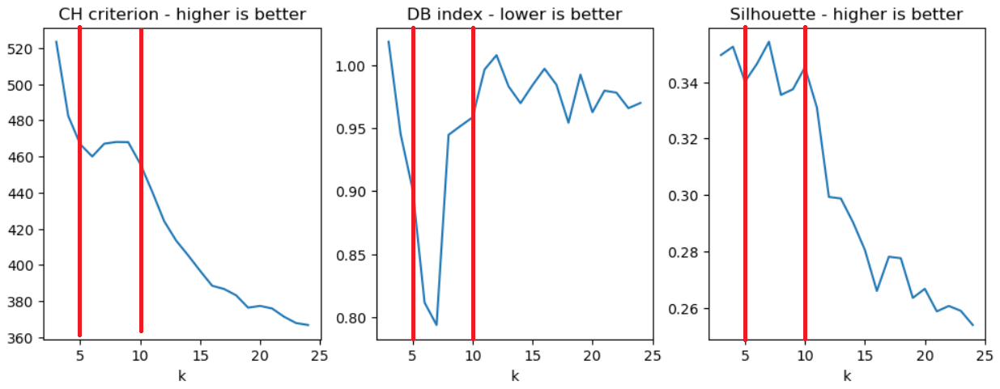 CH criterion - higher is better
520
500
480
460
440
420
400
380
360
5 10 15 20 25
k
DB index - lower is better
1.00
0.95
0.90
0.85
0.80
5 10 15 20 25
k
Silhouette - higher is better
0.34
0.32
0.30
0.28
0.26
5 10 15 20 25
k